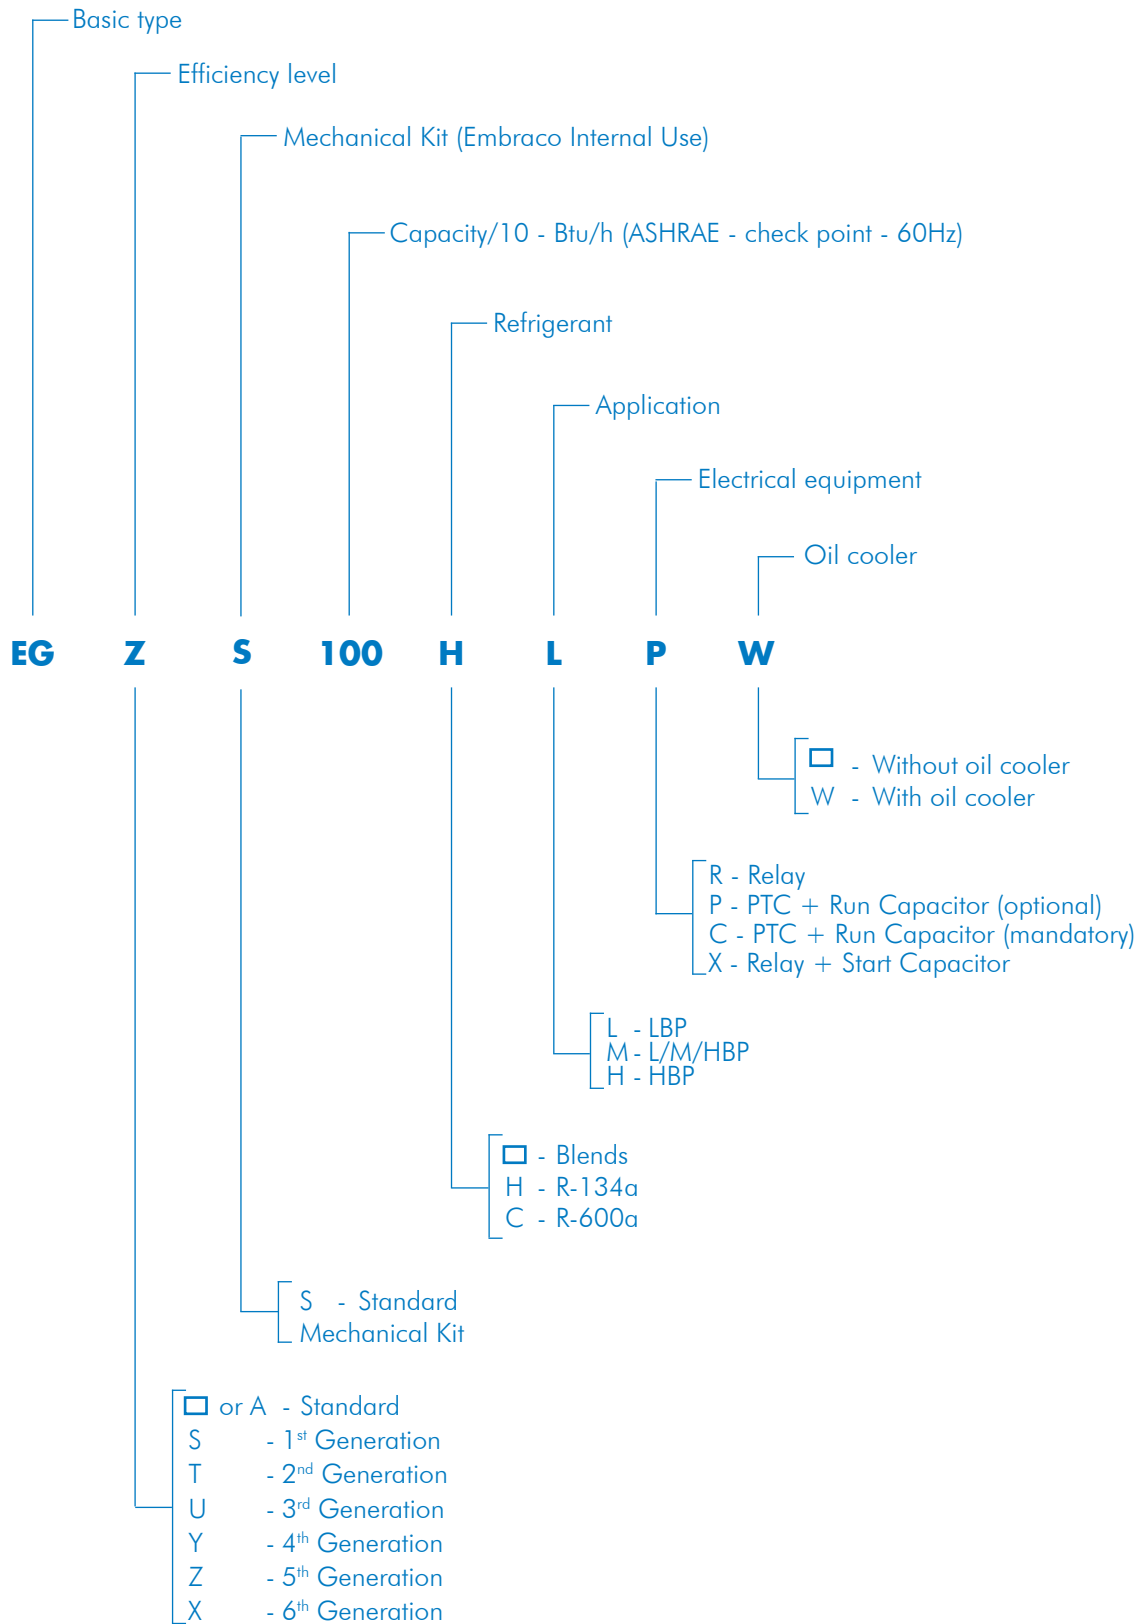 Basic type
Efficiency level
Mechanical Kit (Embraco Internal Use)
Capacity/10 - Btu/h (ASHRAE - check point - 60Hz)
Refrigerant
Application
Electrical equipment
Oil cooler
EG Z S 100 H L P W
- Without oil cooler
W - With oil cooler
R - Relay
P - PTC + Run Capacitor (optional)
C - PTC + Run Capacitor (mandatory)
X - Relay + Start Capacitor
L - LBP
M - L/M/HBP
H - HBP
- Blends
H - R-134a
C - R-600a
S - Standard
Mechanical Kit
or A - Standard
S - 1st Generation
T - 2nd Generation
U - 3rd Generation
Y - 4th Generation
Z - 5th Generation
X - 6th Generation